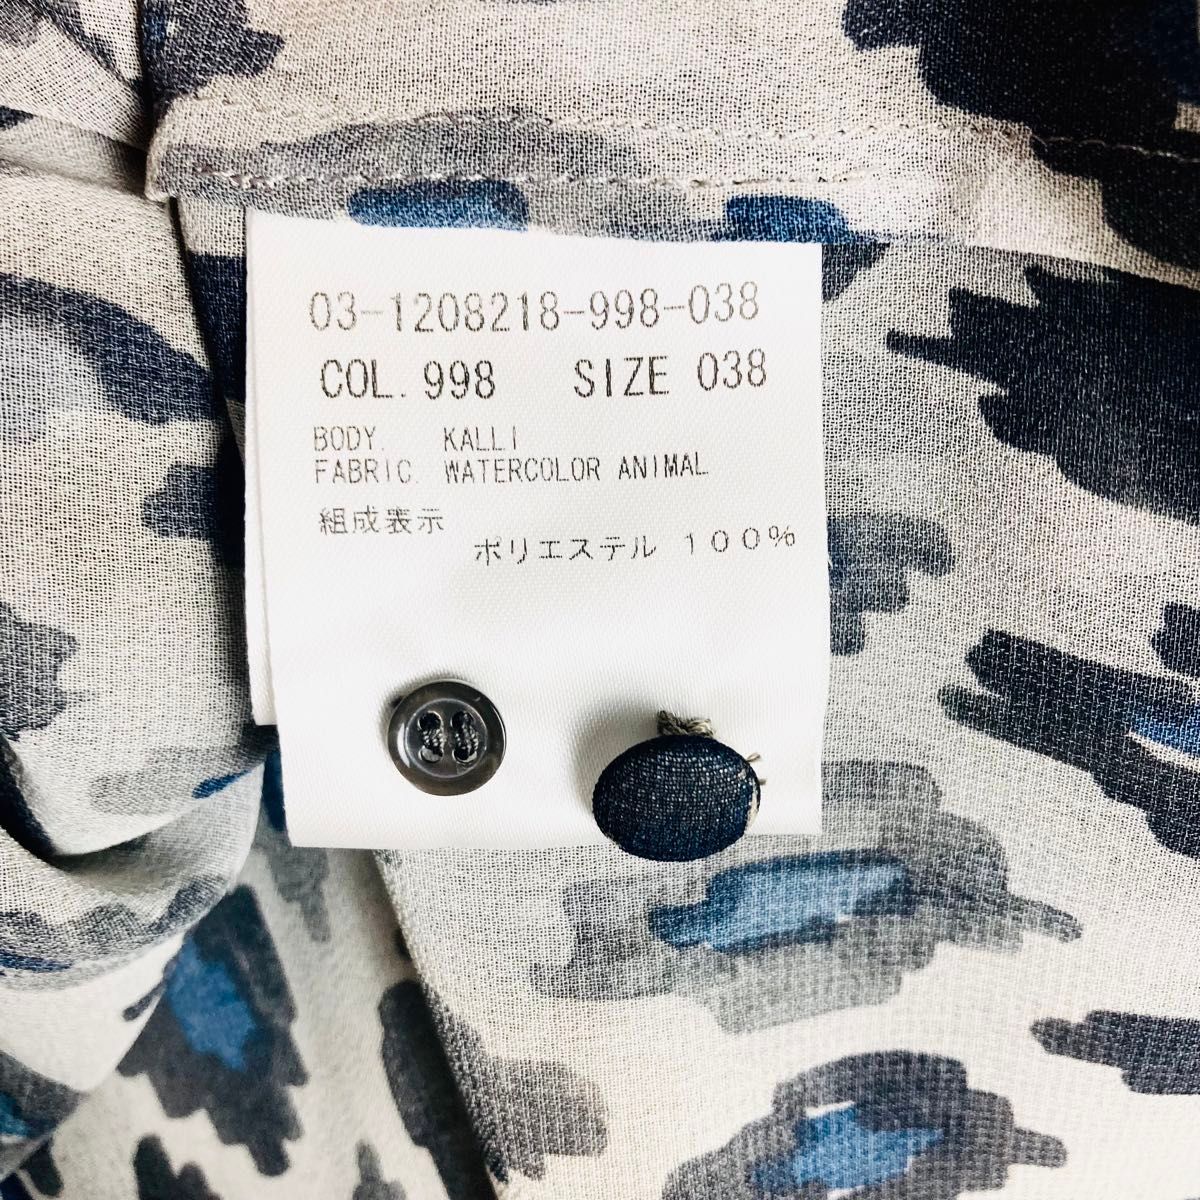 03-1208218-998-038
COL. 998 SIZE 038
BODY. KALLI
FABRIC. WATERCOLOR ANIMAL
組成表示
ポリエステル 100%